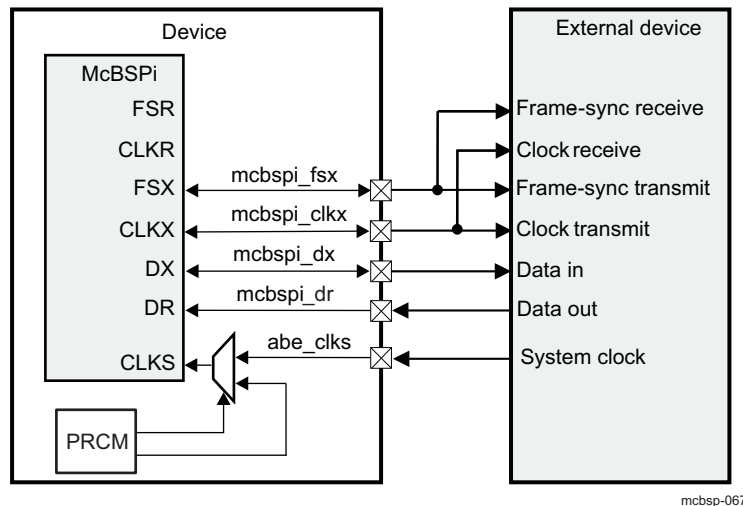 Device
External device
McBSPi
FSR
Frame-sync receive
CLKR
Clock receive
FSX
mcbspi_fsx
Frame-sync transmit
CLKX
mcbspi_clkx
Clock transmit
DX
mcbspi_dx
Data in
DR
mcbspi_dr
Data out
CLKS
abe_clks
System clock
PRCM
mcbsp-067